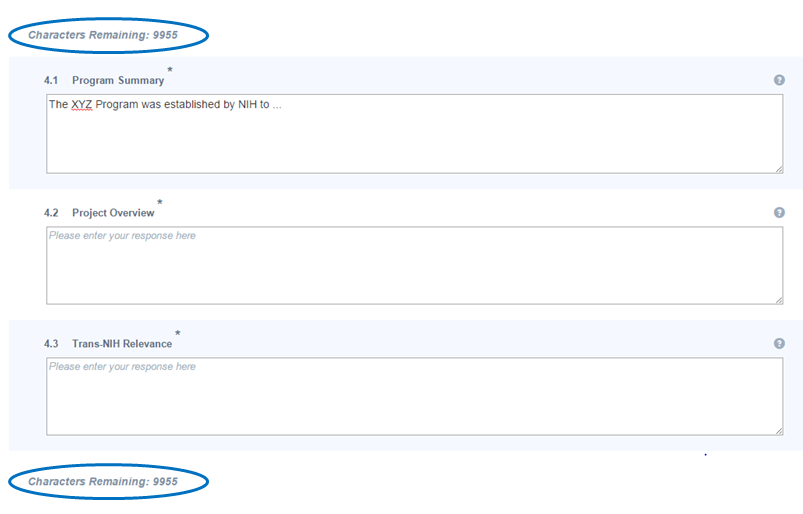 Characters Remaining: 9955
4.1 Program Summary *
The XYZ Program was established by NIH to ...
4.2 Project Overview *
Please enter your response here
4.3 Trans-NIH Relevance *
Please enter your response here
Characters Remaining: 9955